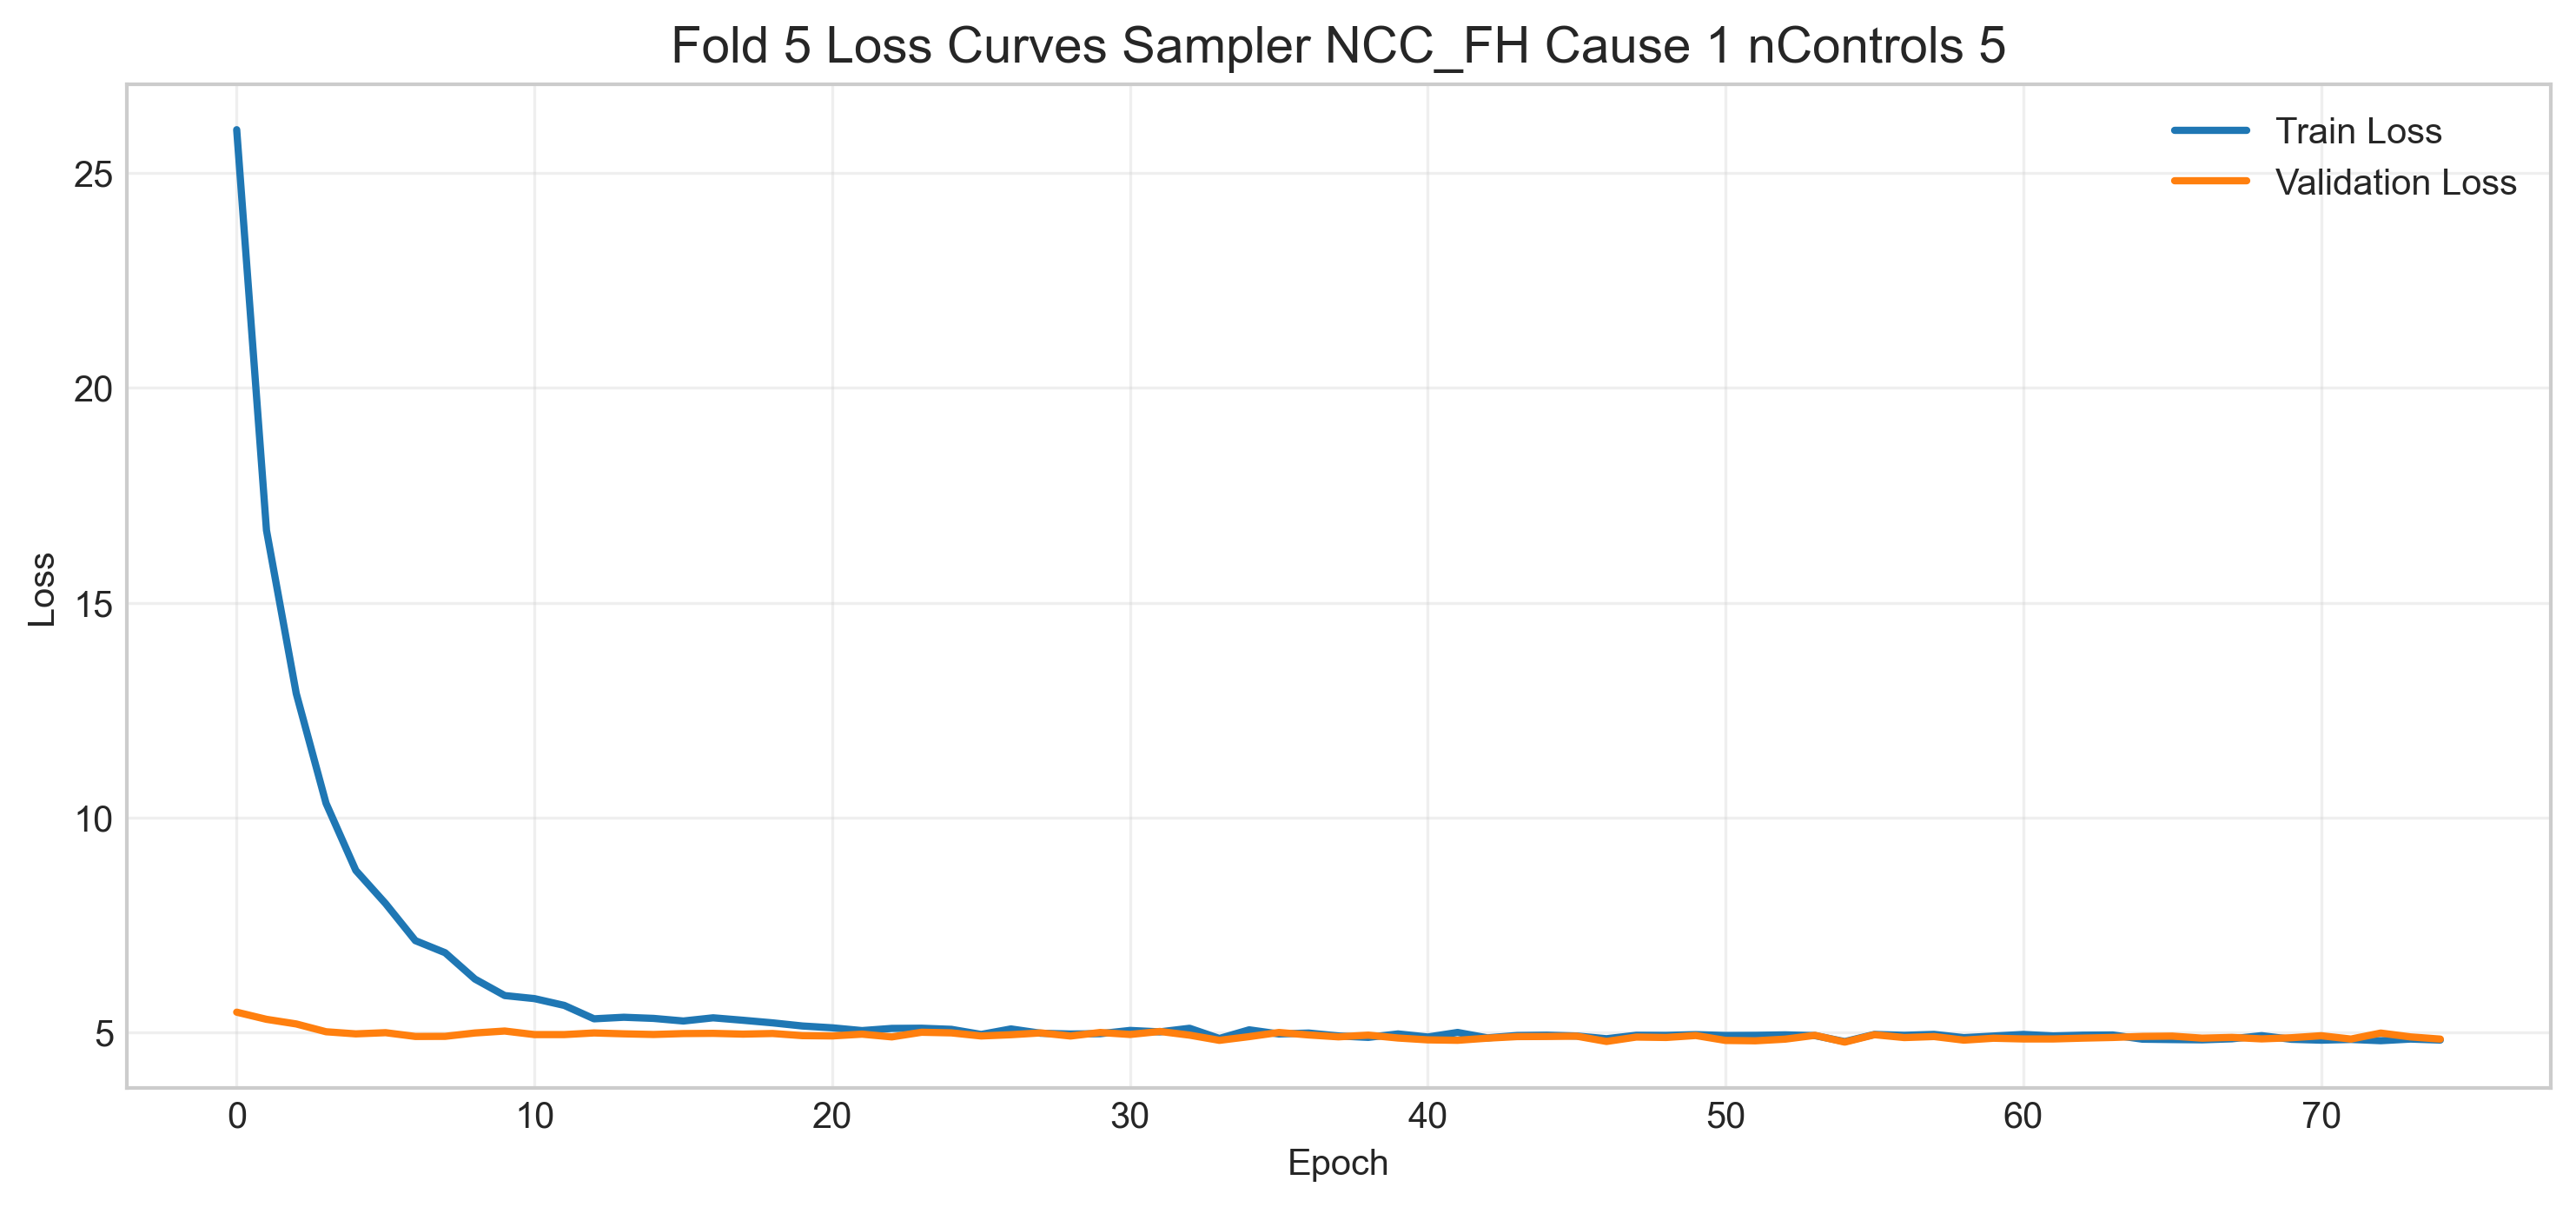 Fold 5 Loss Curves Sampler NCC_FH Cause 1 nControls 5
Train Loss
Validation Loss
25
20
15
10
5
Loss
0 10 20 30 40 50 60 70
Epoch